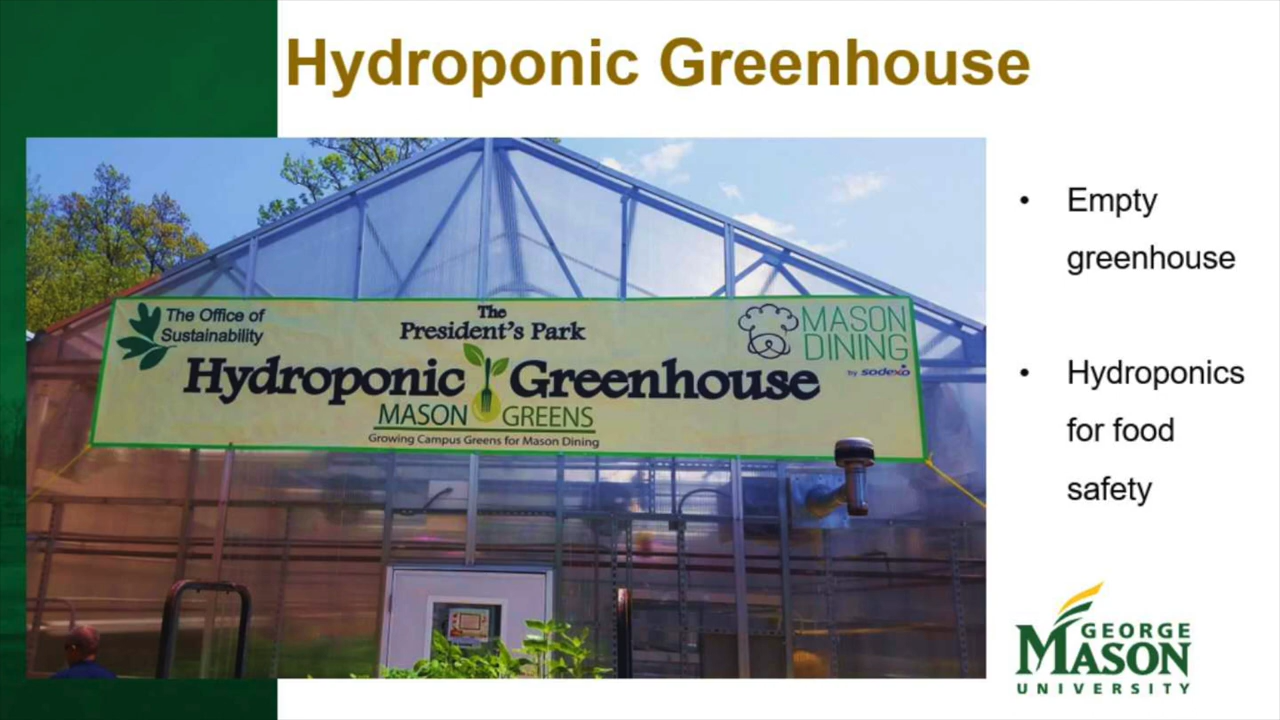 Hydroponic Greenhouse
The Office of
Sustainability
The
President's Park
MASON
DINING
by sodexo
Hydroponic Greenhouse
MASON GREENS
Growing Campus Greens for Mason Dining
• Empty
greenhouse
• Hydroponics
for food
safety
GEORGE
MASON
UNIVERSITY